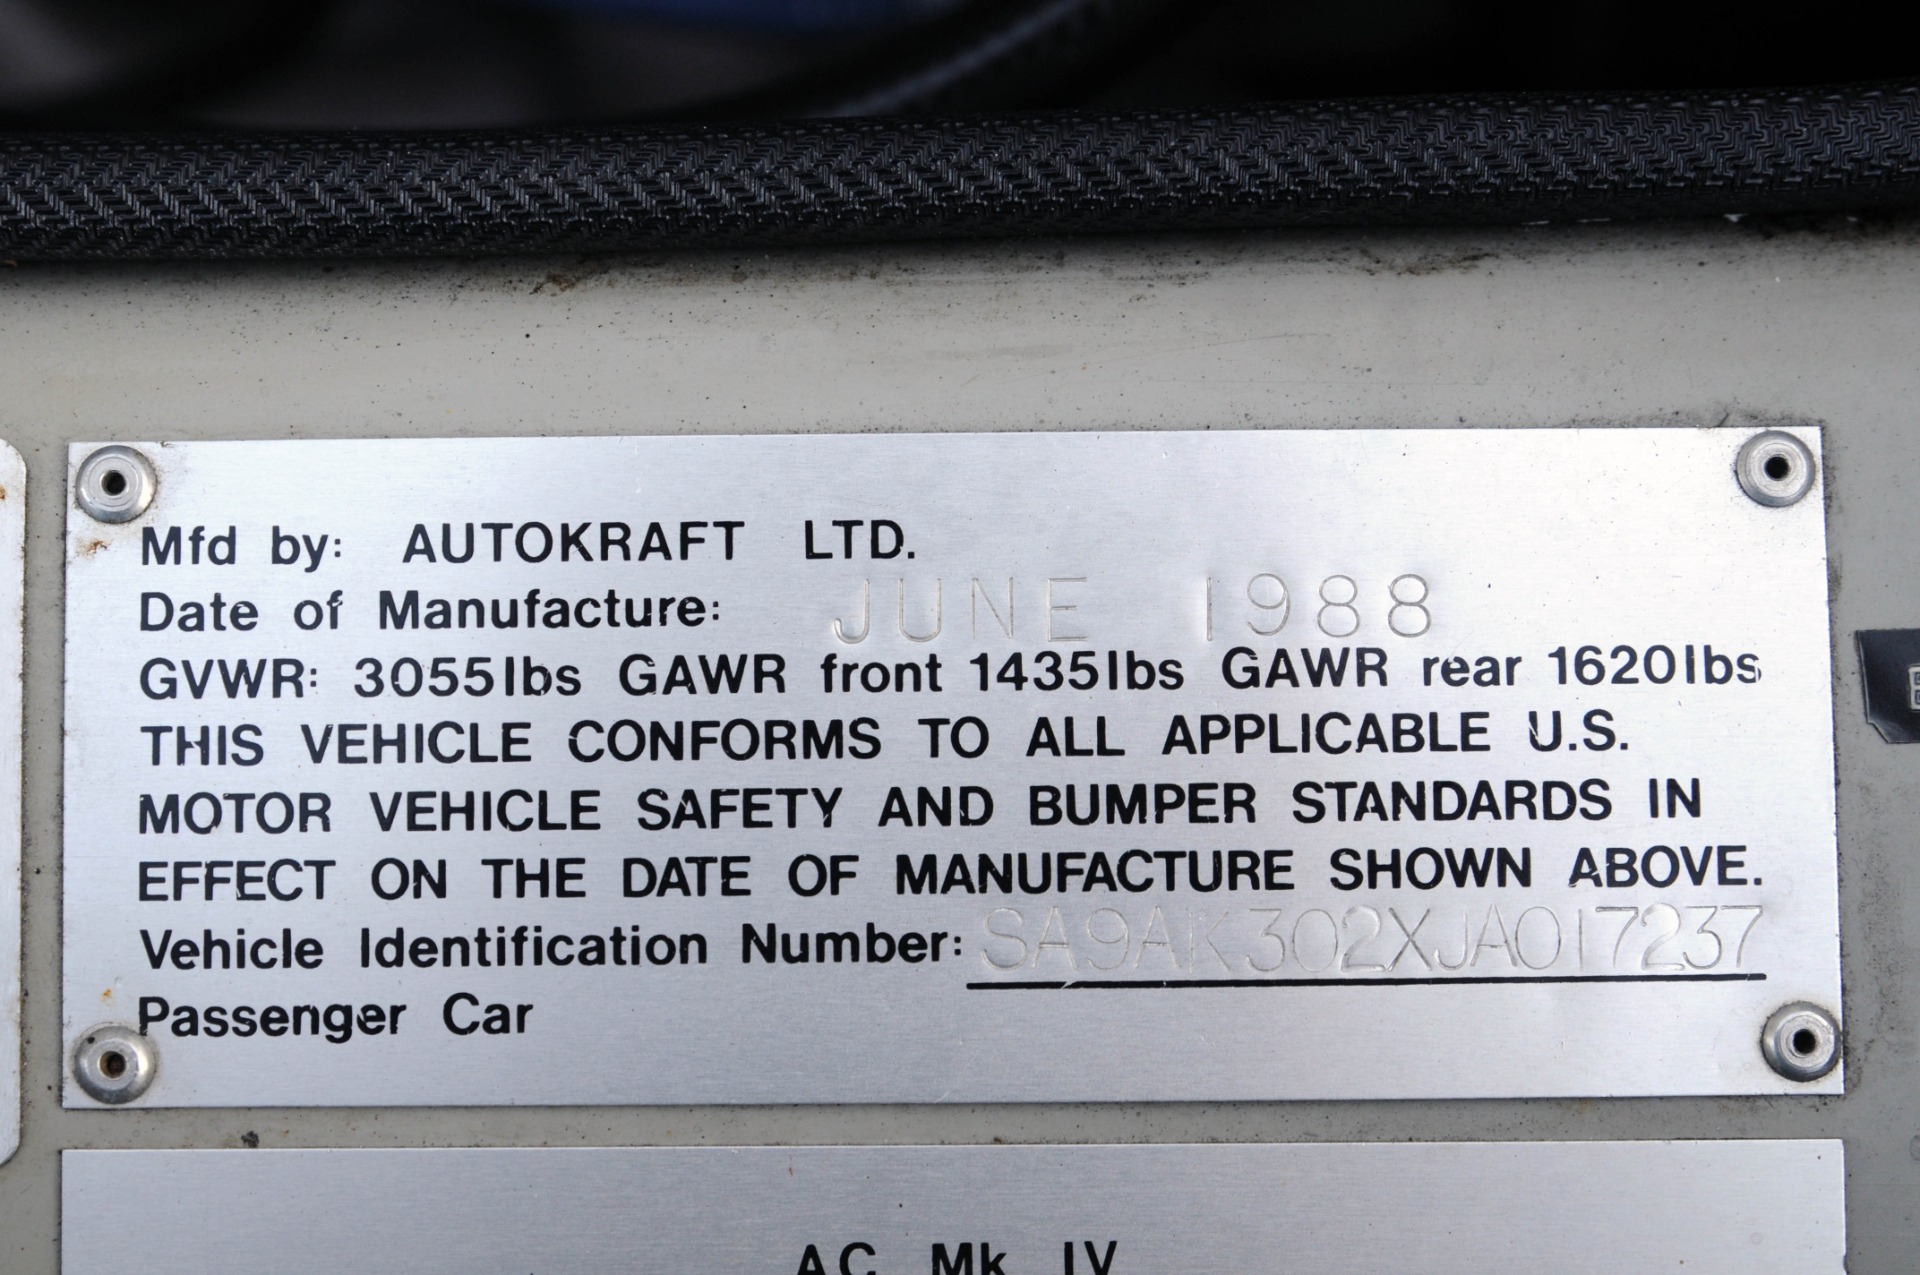 Mfd by: AUTOKRAFT LTD.
Date of Manufacture: JUNE 1988
GVWR: 3055lbs GAWR front 1435lbs GAWR rear 1620lbs
THIS VEHICLE CONFORMS TO ALL APPLICABLE U.S.
MOTOR VEHICLE SAFETY AND BUMPER STANDARDS IN
EFFECT ON THE DATE OF MANUFACTURE SHOWN ABOVE.
Vehicle Identification Number: SA9AK302XJA017237
Passenger Car
AC Mk IV